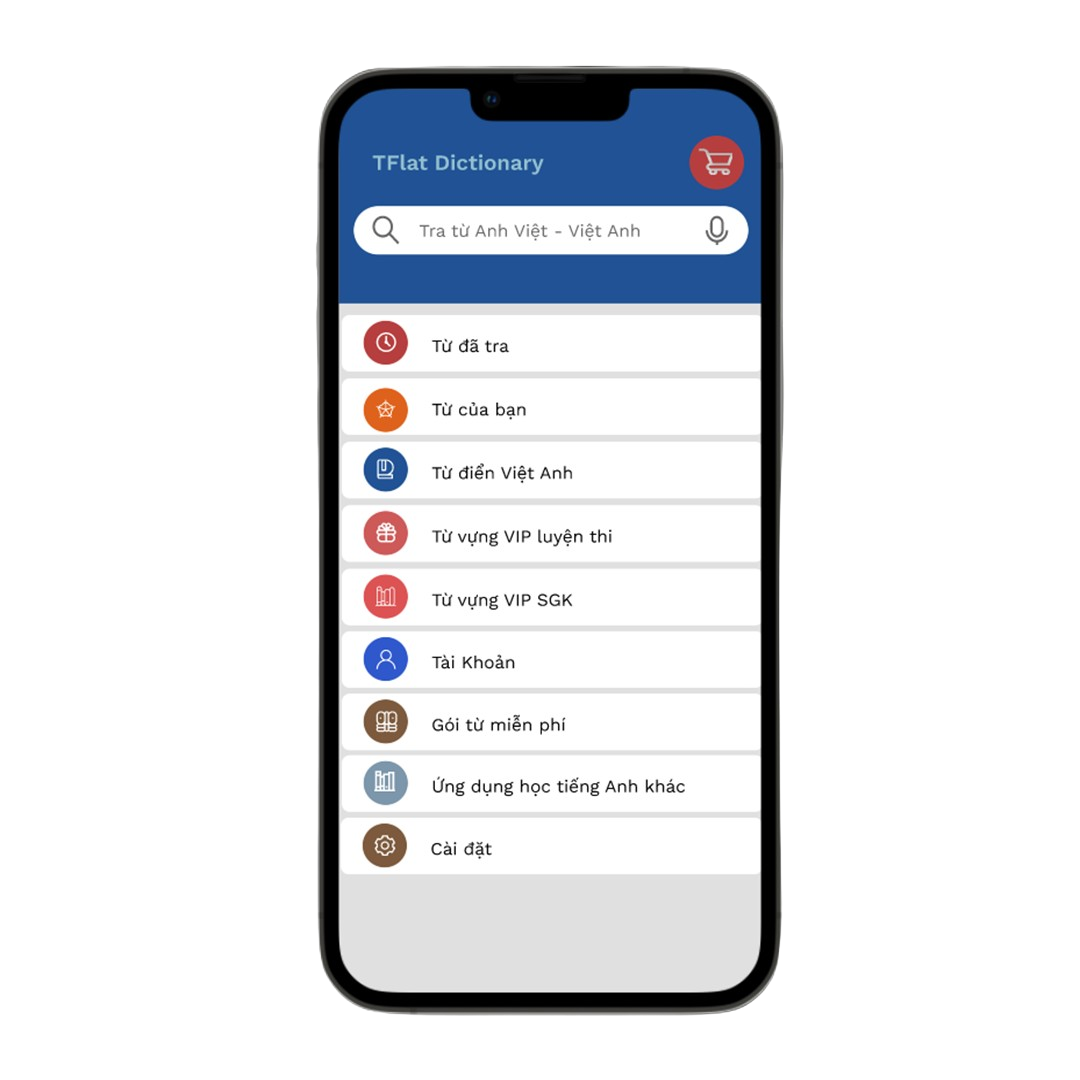 TFlat Dictionary
Tra từ Anh Việt - Việt Anh
Từ đã tra
Từ của bạn
Từ điển Việt Anh
Từ vựng VIP luyện thi
Từ vựng VIP SGK
Tài Khoản
Gói từ miễn phí
Ứng dụng học tiếng Anh khác
Cài đặt